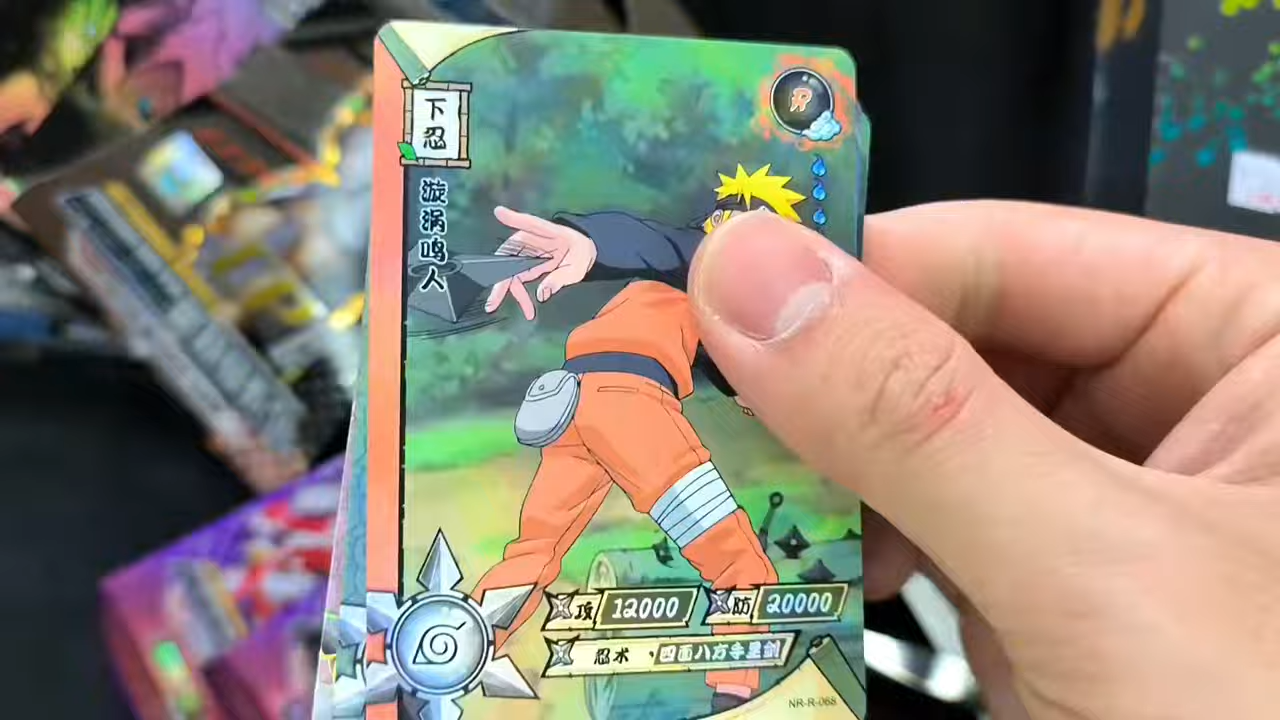 下忍
R
漩涡鸣人
攻 12000
防 20000
忍术 · 四面八方手里剑
NR-R-068